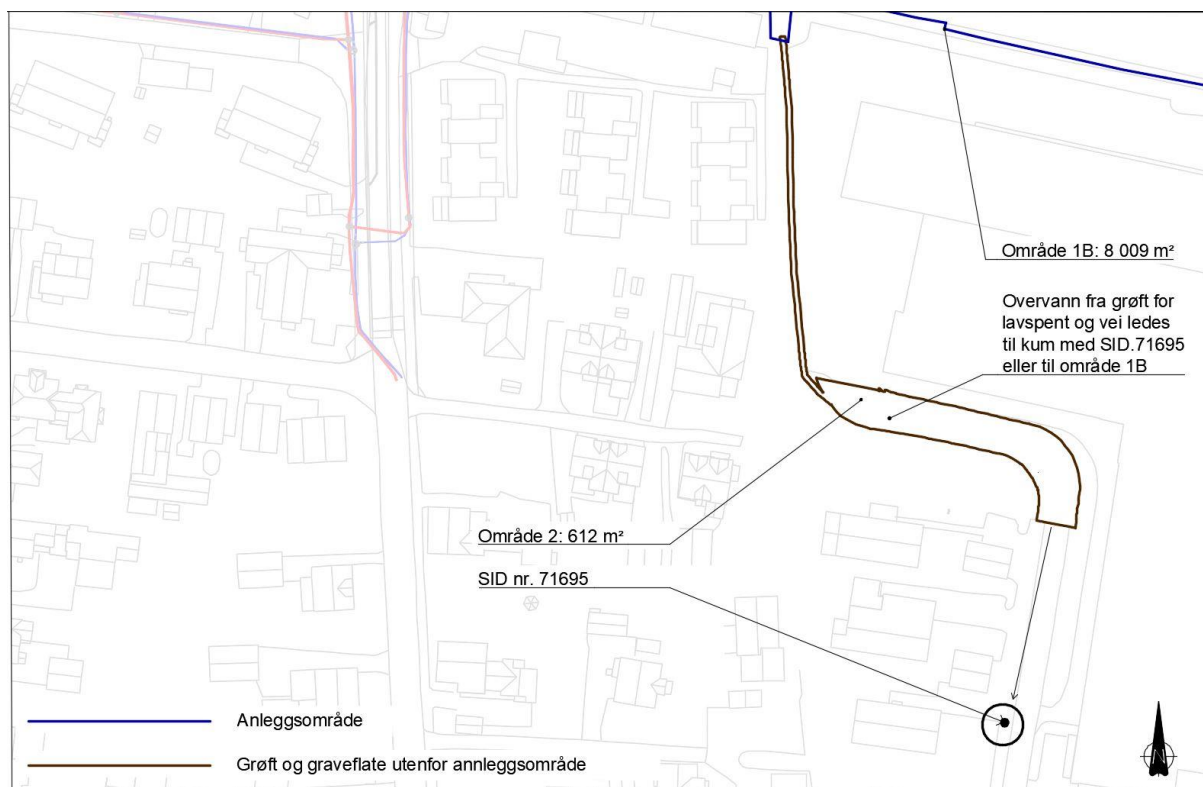 Område 1B: 8 009 m²
Overvann fra grøft for
lavspent og vei ledes
til kum med SID.71695
eller til område 1B
Område 2: 612 m²
SID nr. 71695
Anleggsområde
Grøft og graveflate utenfor annleggsområde
N